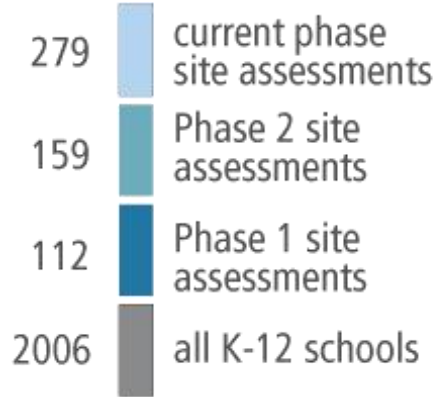 279 current phase
site assessments
159 Phase 2 site
assessments
112 Phase 1 site
assessments
2006 all K-12 schools